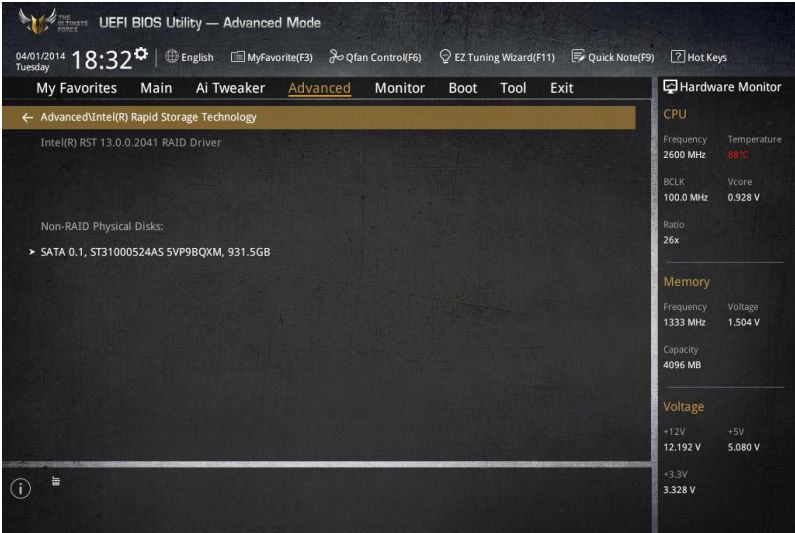 THE ULTIMATE FORCE
UEFI BIOS Utility — Advanced Mode
04/01/2014
Tuesday
18:32
English
MyFavorite(F3)
Qfan Control(F6)
EZ Tuning Wizard(F11)
Quick Note(F9)
? Hot Keys
My Favorites
Main
Ai Tweaker
Advanced
Monitor
Boot
Tool
Exit
← Advanced\Intel(R) Rapid Storage Technology
Intel(R) RST 13.0.0.2041 RAID Driver
Non-RAID Physical Disks:
➤ SATA 0.1, ST31000524AS 5VP9BQXM, 931.5GB
i
Hardware Monitor
CPU
Frequency Temperature
2600 MHz 88°C
BCLK Vcore
100.0 MHz 0.928 V
Ratio
26x
Memory
Frequency Voltage
1333 MHz 1.504 V
Capacity
4096 MB
Voltage
+12V +5V
12.192 V 5.080 V
+3.3V
3.328 V